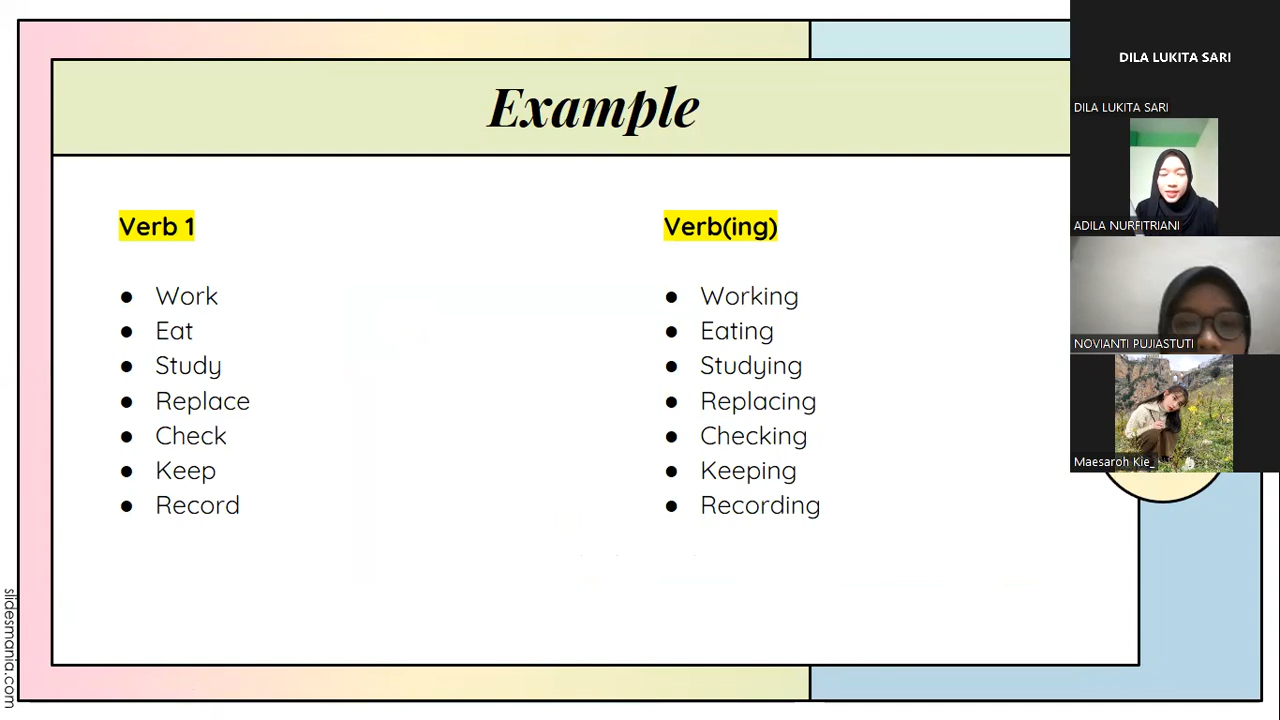 Example
Verb 1
● Work
● Eat
● Study
● Replace
● Check
● Keep
● Record
Verb(ing)
● Working
● Eating
● Studying
● Replacing
● Checking
● Keeping
● Recording
DILA LUKITA SARI
DILA LUKITA SARI
ADILA NURFITRIANI
NOVIANTI PUJIASTUTI
Maesaroh Kie_
slidesmania.com